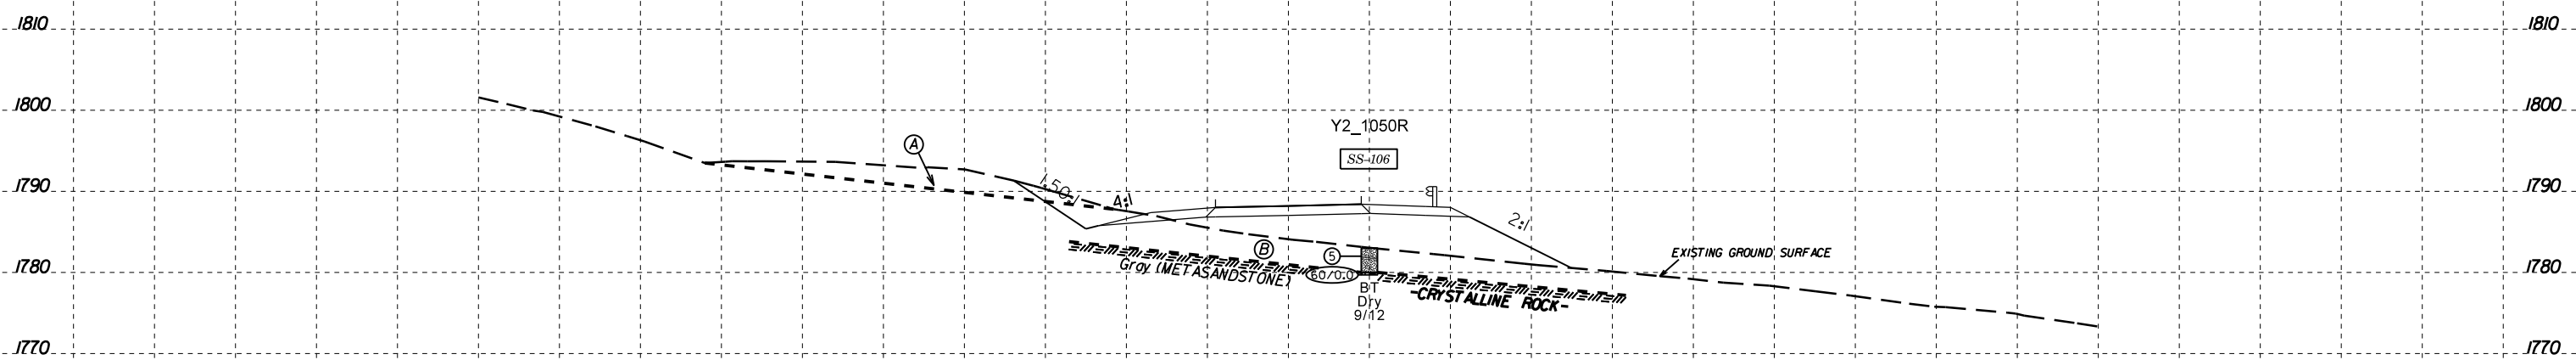 1810 1810
1800 1800
Y2_1050R
A
SS-106
1790 1790
1.50:1
4:1
2:1
B
5
EXISTING GROUND SURFACE
1780 1780
Gray (METASANDSTONE)
60/0.0
BT
Dry
9/12
-CRYSTALLINE ROCK-
1770 1770